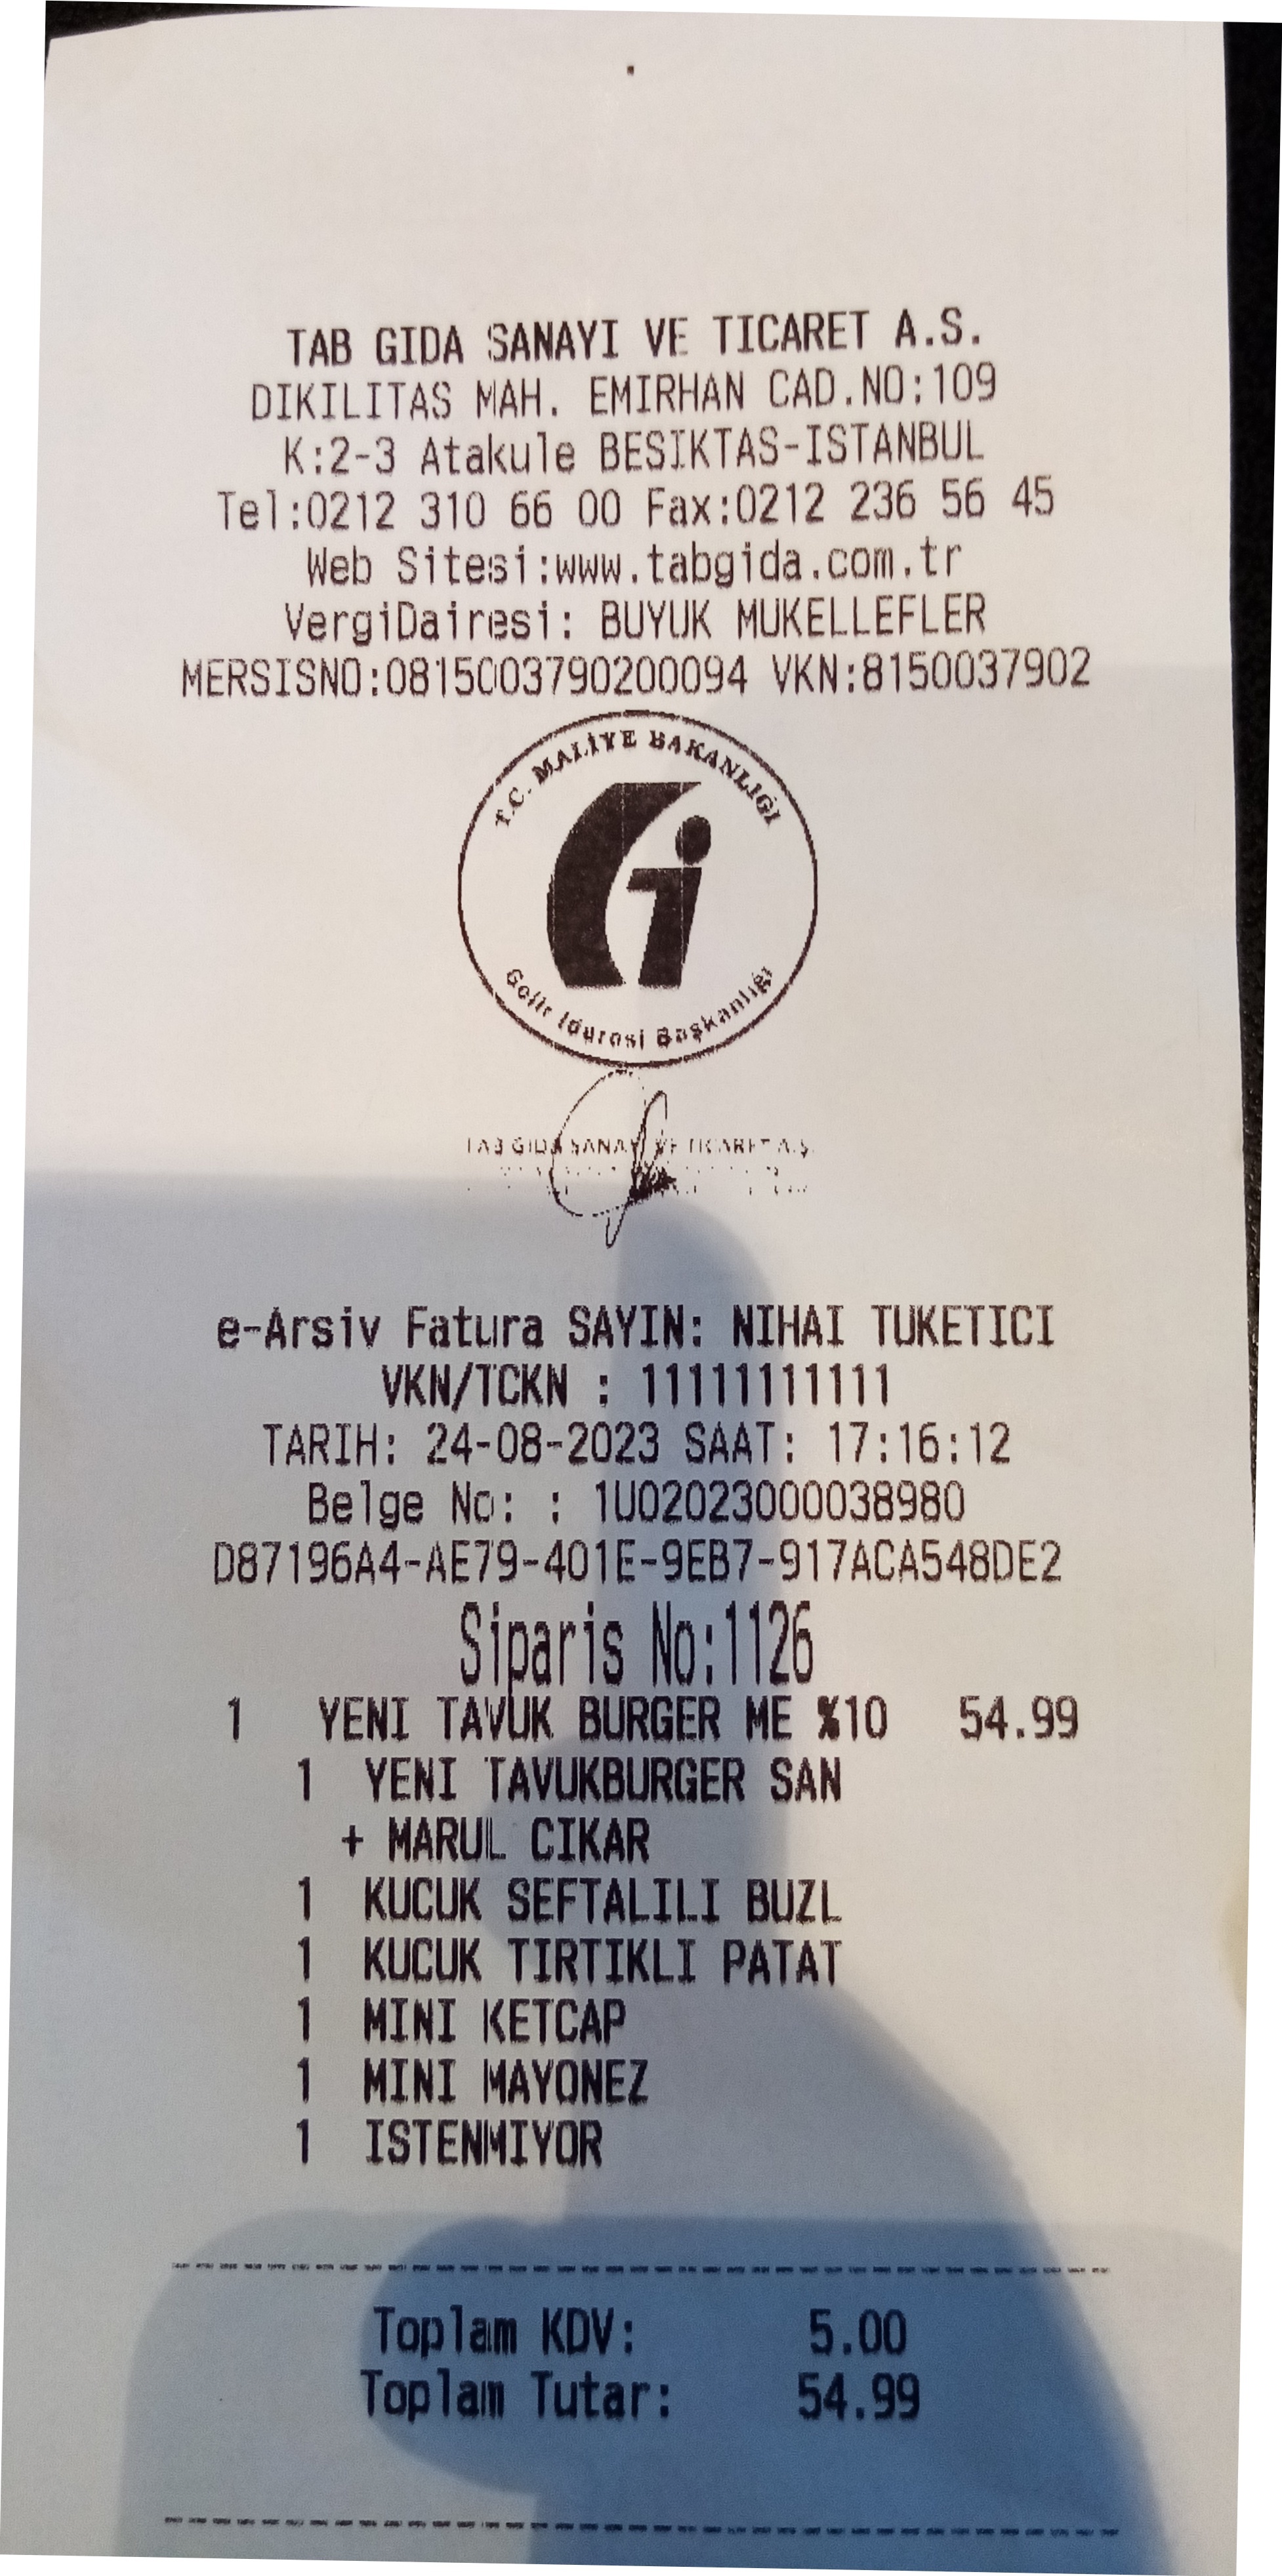 TAB GIDA SANAYI VE TICARET A.S.
DIKILITAS MAH. EMIRHAN CAD.NO:109
K:2-3 Atakule BESIKTAS-ISTANBUL
Tel:0212 310 66 00 Fax:0212 236 56 45
Web Sitesi:www.tabgida.com.tr
VergiDairesi: BUYUK MUKELLEFLER
MERSISNO:0815003790200094 VKN:8150037902
T.C. MALİYE BAKANLIĞI
Gelir İdaresi Başkanlığı
TAB GIDA SANAYİ VE TİCARET A.Ş.
e-Arsiv Fatura SAYIN: NIHAI TUKETICI
VKN/TCKN : 11111111111
TARIH: 24-08-2023 SAAT: 17:16:12
Belge No: : 1U02023000038980
D87196A4-AE79-401E-9EB7-917ACA548DE2
Siparis No:1126
1 YENI TAVUK BURGER ME %10 54.99
1 YENI TAVUKBURGER SAN
+ MARUL CIKAR
1 KUCUK SEFTALILI BUZL
1 KUCUK TIRTIKLI PATAT
1 MINI KETCAP
1 MINI MAYONEZ
1 ISTENMIYOR
Toplam KDV: 5.00
Toplam Tutar: 54.99